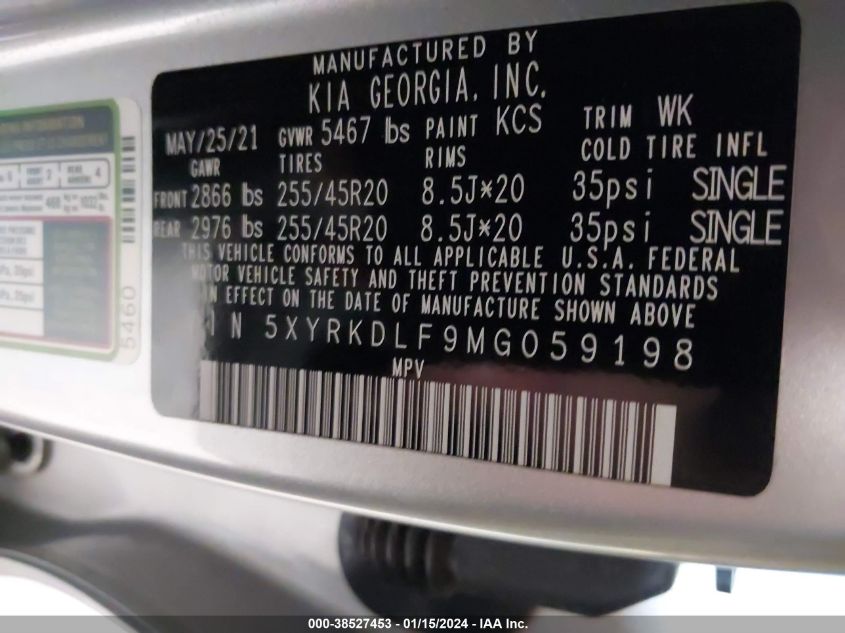 MANUFACTURED BY
KIA GEORGIA, INC.
MAY/25/21 GVWR 5467 lbs PAINT KCS TRIM WK
GAWR TIRES RIMS COLD TIRE INFL
FRONT 2866 lbs 255/45R20 8.5J*20 35psi SINGLE
REAR 2976 lbs 255/45R20 8.5J*20 35psi SINGLE
THIS VEHICLE CONFORMS TO ALL APPLICABLE U.S.A. FEDERAL
MOTOR VEHICLE SAFETY AND THEFT PREVENTION STANDARDS
IN EFFECT ON THE DATE OF MANUFACTURE SHOWN ABOVE
5XYRKDLF9MG059198
MPV
5460
000-38527453 - 01/15/2024 - IAA Inc.